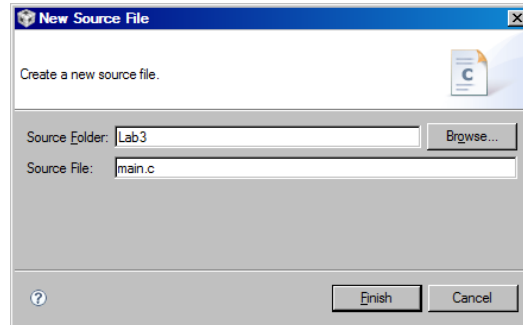 New Source File
Create a new source file.
C
Source Folder: Lab3 Browse...
Source File: main.c
? Finish Cancel